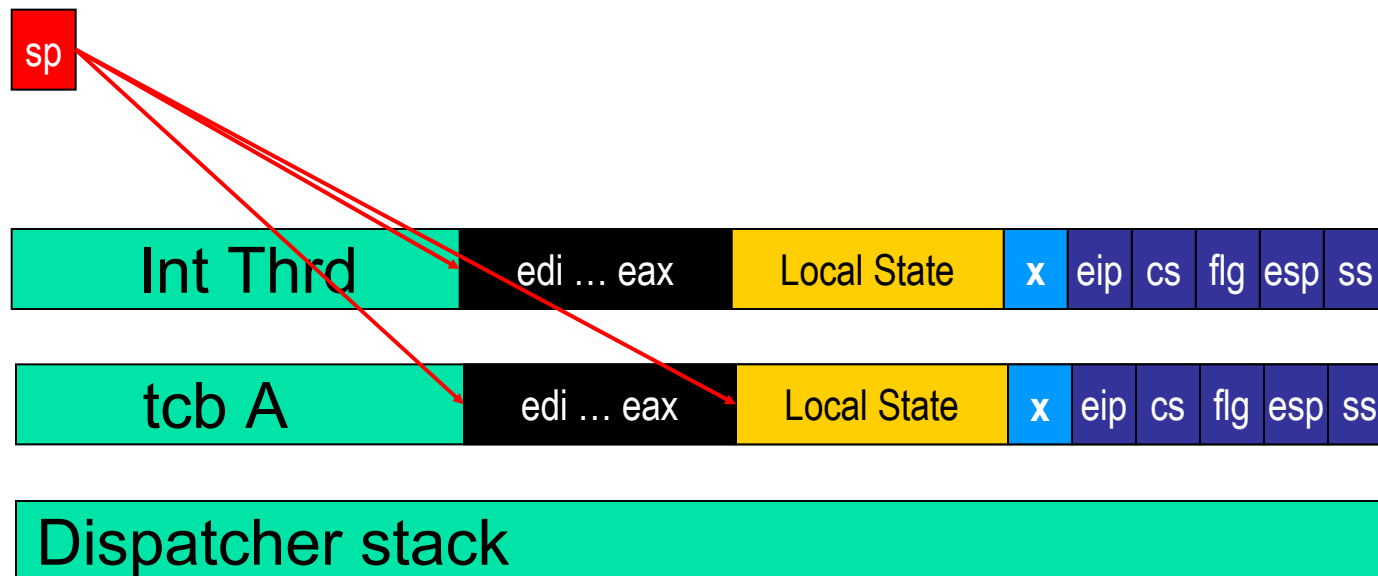 sp
Int Thrd edi … eax Local State x eip cs flg esp ss
tcb A edi … eax Local State x eip cs flg esp ss
Dispatcher stack